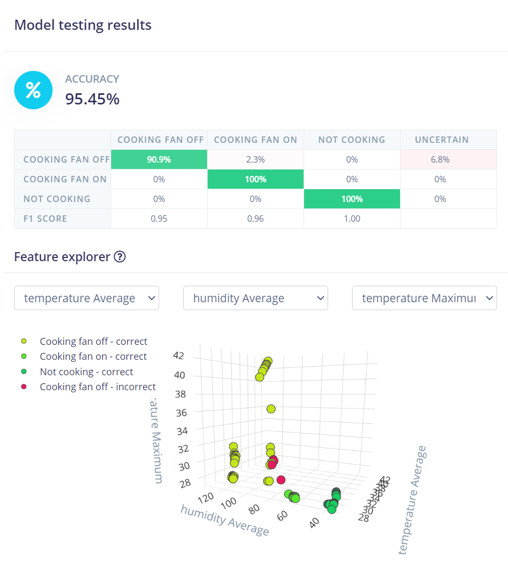 Model testing results
%
ACCURACY
95.45%
COOKING FAN OFF COOKING FAN ON NOT COOKING UNCERTAIN
COOKING FAN OFF 90.9% 2.3% 0% 6.8%
COOKING FAN ON 0% 100% 0% 0%
NOT COOKING 0% 0% 100% 0%
F1 SCORE 0.95 0.96 1.00
Feature explorer ?
temperature Average humidity Average temperature Maximu
Cooking fan off - correct
Cooking fan on - correct
Not cooking - correct
Cooking fan off - incorrect
42
40
38
36
34
32
30
28
ature Maximum
120 100 80 60 40
humidity Average
28 30
temperature Average